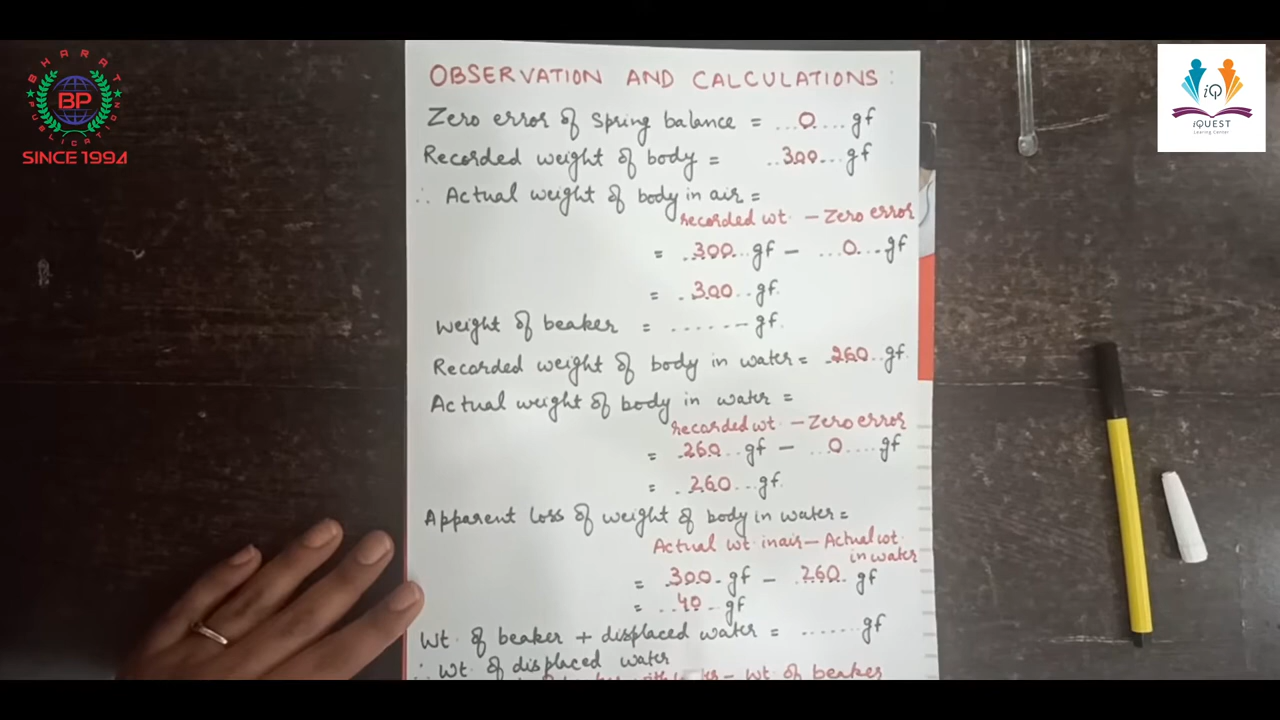 BHARAT
BP
PUBLICATION
SINCE 1994
iQ
iQUEST
Learing Center
OBSERVATION AND CALCULATIONS :
Zero error of spring balance = ...0.... gf
Recorded weight of body = ..300... gf
∴ Actual weight of body in air =
recorded wt. - Zero error
= .300... gf - ...0... gf
= ..300.. gf.
Weight of beaker = ....... gf.
Recorded weight of body in water = .260.. gf.
Actual weight of body in water =
recorded wt - Zero error
= .260.. gf - ...0.... gf
= ..260... gf.
Apparent loss of weight of body in water =
Actual wt in air - Actual wt.
in water
= .300.. gf - .260.. gf
= ..40.. gf
Wt. of beaker + displaced water = ...... gf
∴ Wt. of displaced water
- Wt. of beaker